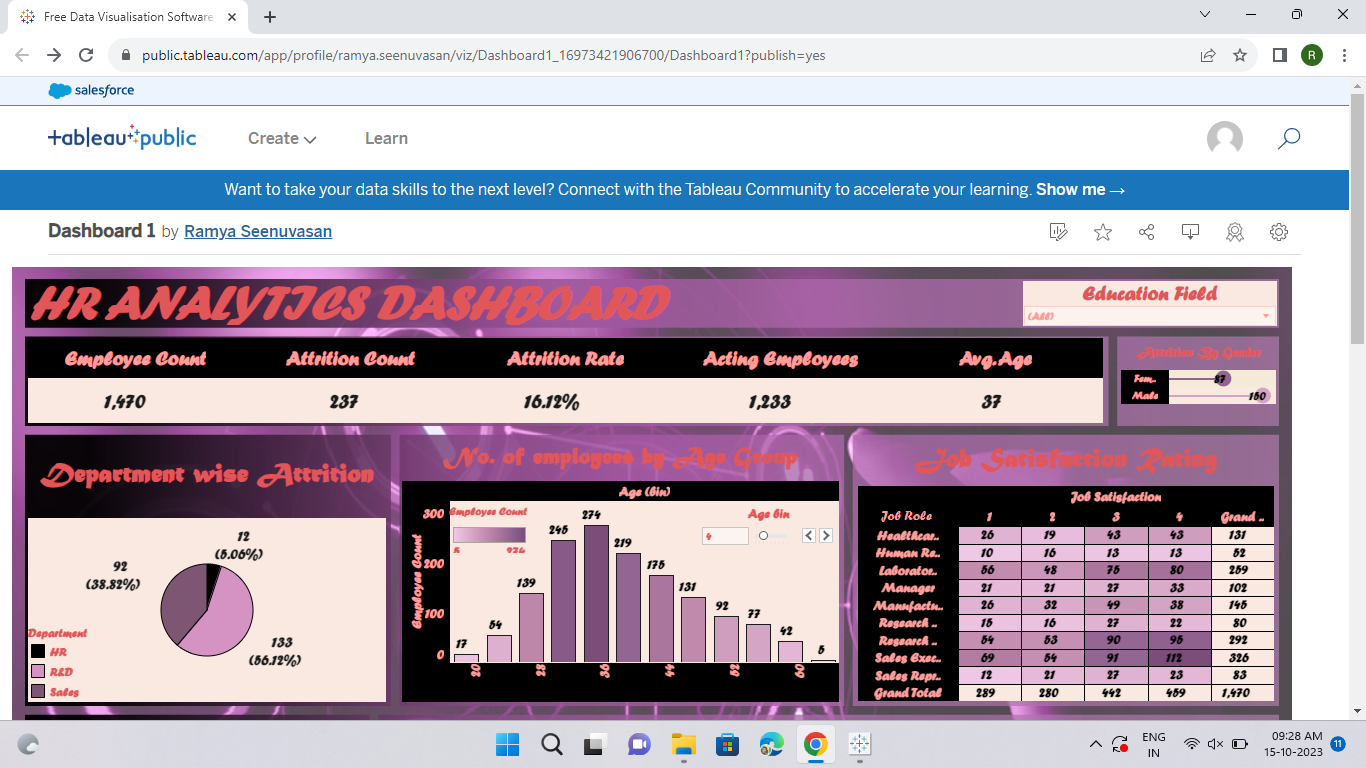 Free Data Visualisation Software
public.tableau.com/app/profile/ramya.seenuvasan/viz/Dashboard1_16973421906700/Dashboard1?publish=yes
R
salesforce
+ableau public
Create Learn
Want to take your data skills to the next level? Connect with the Tableau Community to accelerate your learning. Show me →
Dashboard 1 by Ramya Seenuvasan
HR ANALYTICS DASHBOARD
Education Field
(All)
Employee Count Attrition Count Attrition Rate Acting Employees Avg.Age
1,470 237 16.12% 1,233 37
Attrition By Gender
Fem.. 87
Male 150
Department wise Attrition
12
(5.06%)
92
(38.82%)
133
(56.12%)
Department
HR
R&D
Sales
No. of employees by Age Group
Age (bin)
Employee Count
Age bin
4
Employee Count
300
200
100
0
17 54 139 245 274 219 175 131 92 77 42 5
20 28 36 44 52 60
Job Satisfaction Rating
Job Satisfaction
Job Role 1 2 3 4 Grand ..
Healthcar.. 26 19 43 43 131
Human Re.. 10 16 13 13 52
Laborator.. 56 48 75 80 259
Manager 21 21 27 33 102
Manufactu.. 26 32 49 38 145
Research .. 15 16 27 22 80
Research .. 54 53 90 95 292
Sales Exec.. 69 54 91 112 326
Sales Repr.. 12 21 27 23 83
Grand Total 289 280 442 459 1,470
ENG
IN
09:28 AM
15-10-2023
11